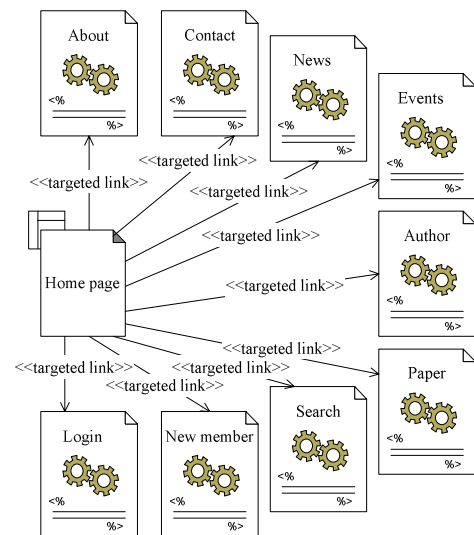 About
<%
%>
Contact
<%
%>
News
<%
%>
Events
<%
%>
<<targeted link>>
<<targeted link>>
<<targeted link>>
<<targeted link>>
Home page
Author
<%
%>
<<targeted link>>
<<targeted link>>
<<targeted link>>
<<targeted link>>
<<targeted link>>
Paper
<%
%>
Login
<%
%>
New member
<%
%>
Search
<%
%>